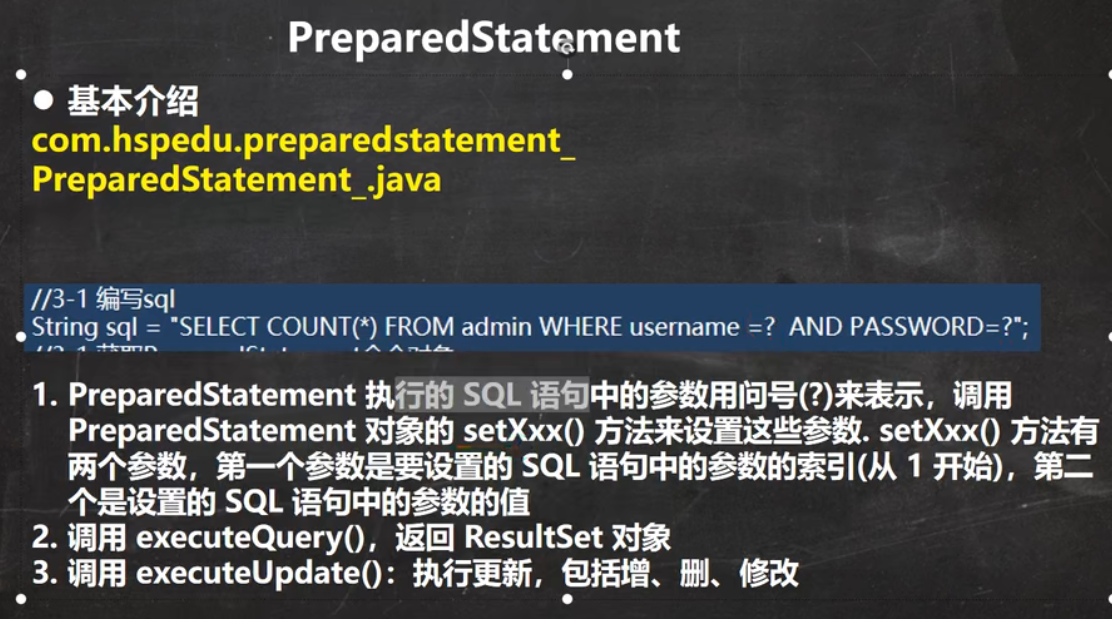 PreparedStatement
● 基本介绍
com.hspedu.preparedstatement_
PreparedStatement_.java
//3-1 编写sql
String sql = "SELECT COUNT(*) FROM admin WHERE username =? AND PASSWORD=?";
1. PreparedStatement 执行的 SQL 语句中的参数用问号(?)来表示，调用
PreparedStatement 对象的 setXxx() 方法来设置这些参数. setXxx() 方法有
两个参数，第一个参数是要设置的 SQL 语句中的参数的索引(从 1 开始)，第二
个是设置的 SQL 语句中的参数的值
2. 调用 executeQuery()，返回 ResultSet 对象
3. 调用 executeUpdate()：执行更新，包括增、删、修改